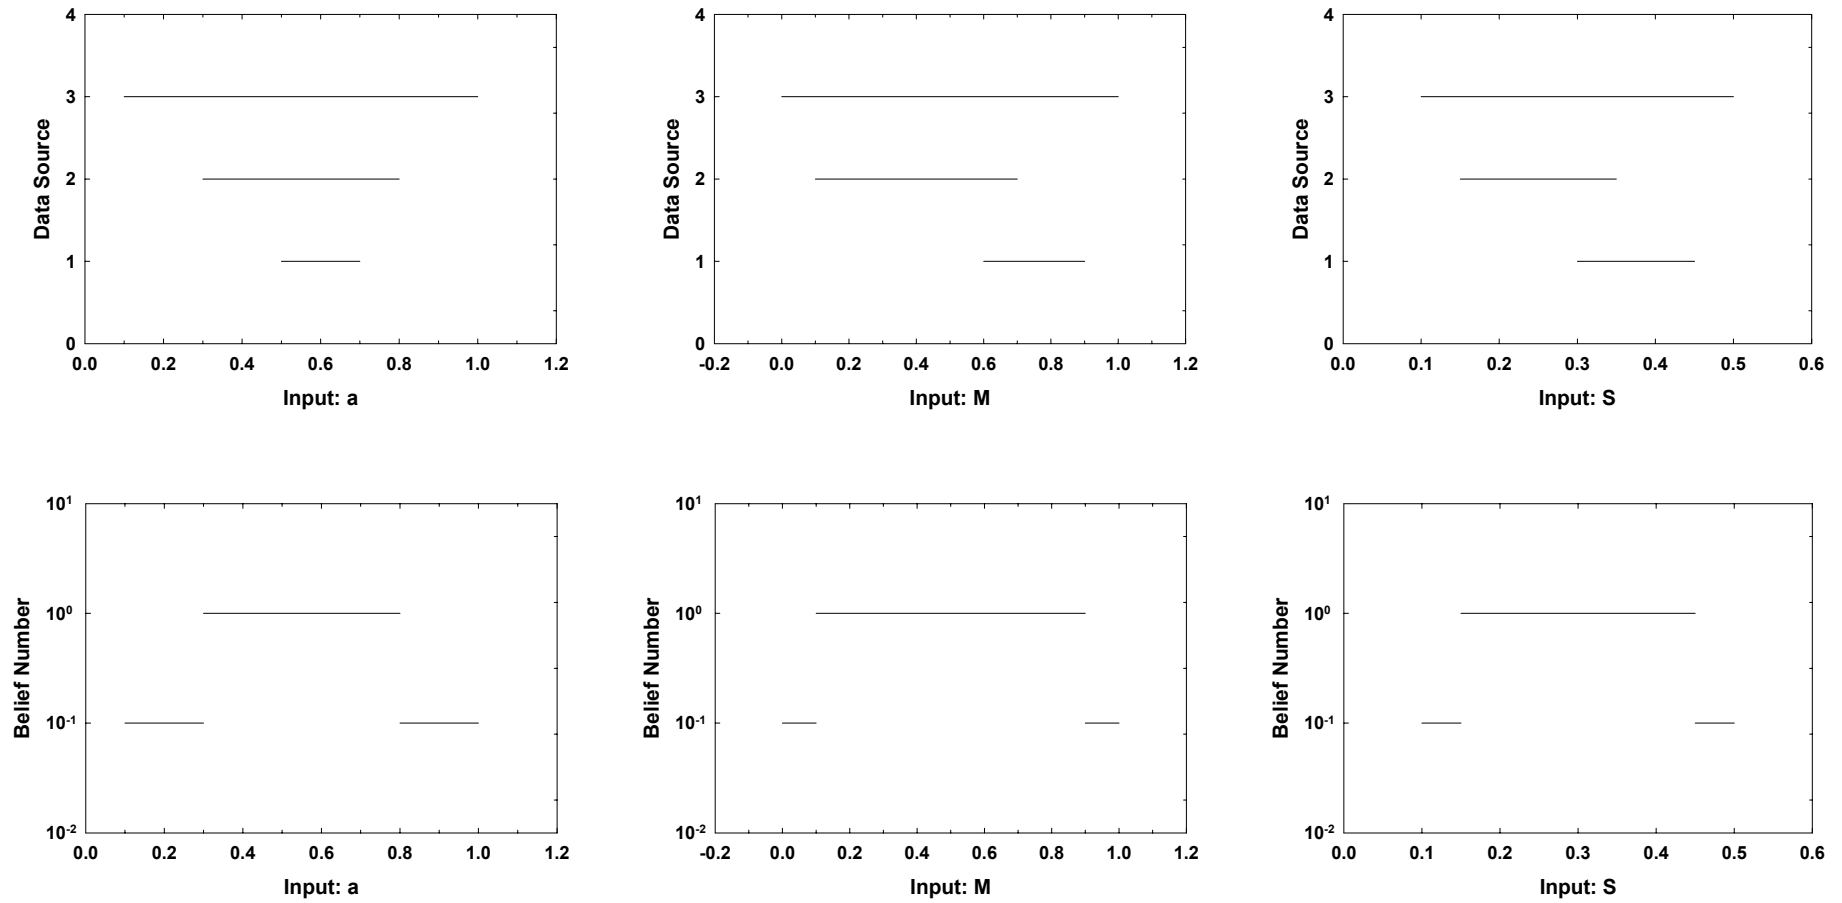 4
3
2
1
0
Data Source
0.0 0.2 0.4 0.6 0.8 1.0 1.2
Input: a
4
3
2
1
0
Data Source
-0.2 0.0 0.2 0.4 0.6 0.8 1.0 1.2
Input: M
4
3
2
1
0
Data Source
0.0 0.1 0.2 0.3 0.4 0.5 0.6
Input: S
10¹
10⁰
10⁻¹
10⁻²
Belief Number
0.0 0.2 0.4 0.6 0.8 1.0 1.2
Input: a
10¹
10⁰
10⁻¹
10⁻²
Belief Number
-0.2 0.0 0.2 0.4 0.6 0.8 1.0 1.2
Input: M
10¹
10⁰
10⁻¹
10⁻²
Belief Number
0.0 0.1 0.2 0.3 0.4 0.5 0.6
Input: S